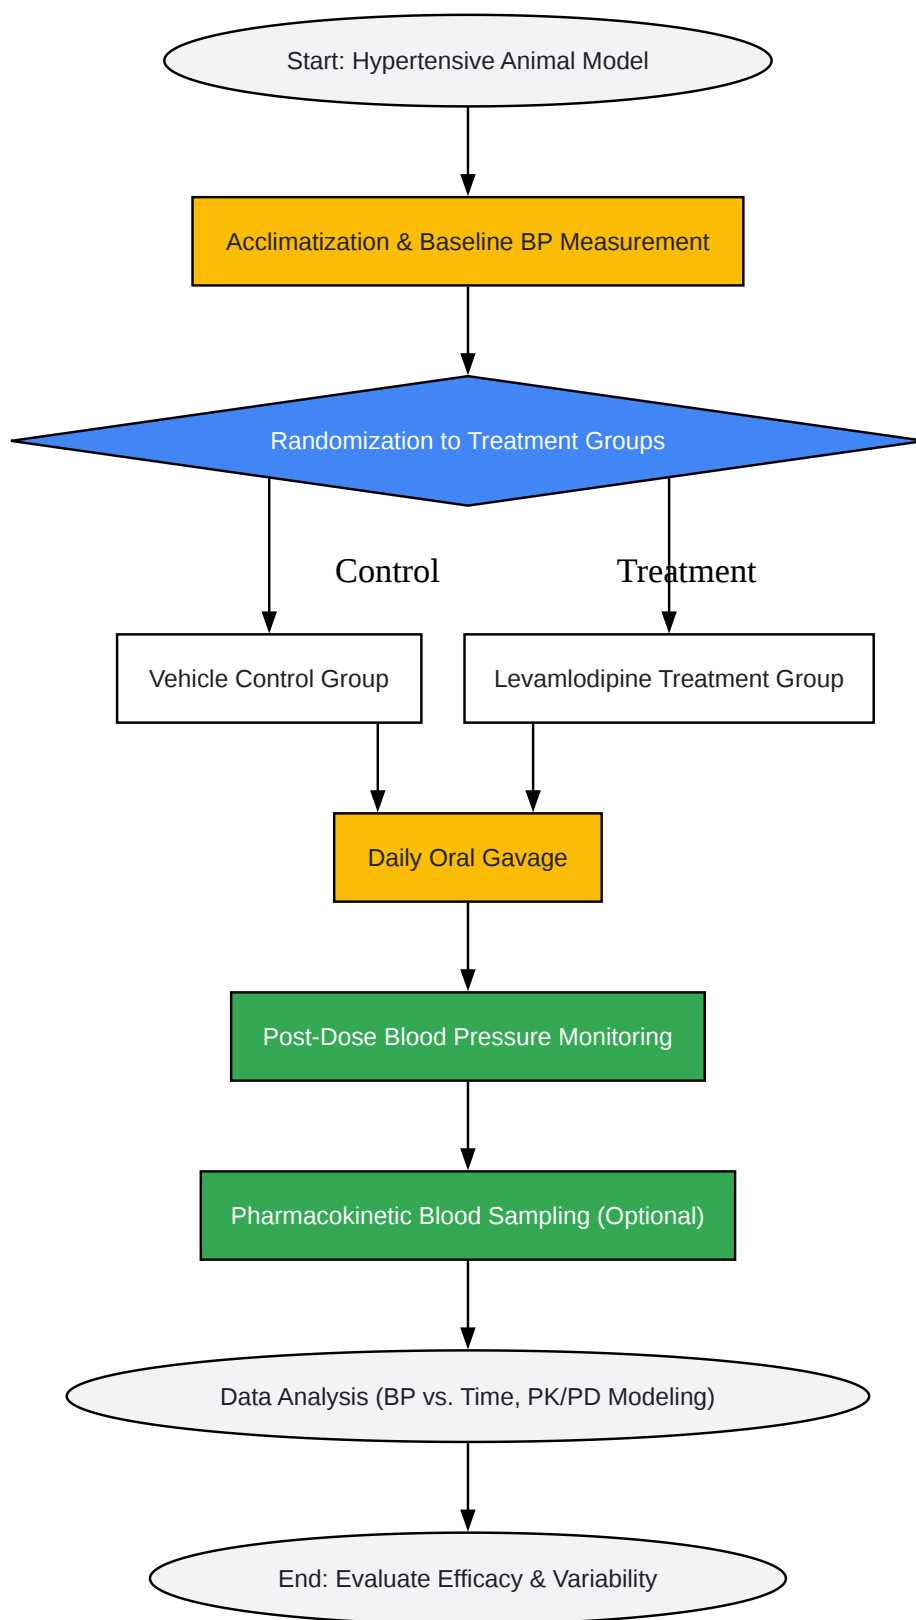 Start: Hypertensive Animal Model
Acclimatization & Baseline BP Measurement
Randomization to Treatment Groups
Control
Treatment
Vehicle Control Group
Levamlodipine Treatment Group
Daily Oral Gavage
Post-Dose Blood Pressure Monitoring
Pharmacokinetic Blood Sampling (Optional)
Data Analysis (BP vs. Time, PK/PD Modeling)
End: Evaluate Efficacy & Variability